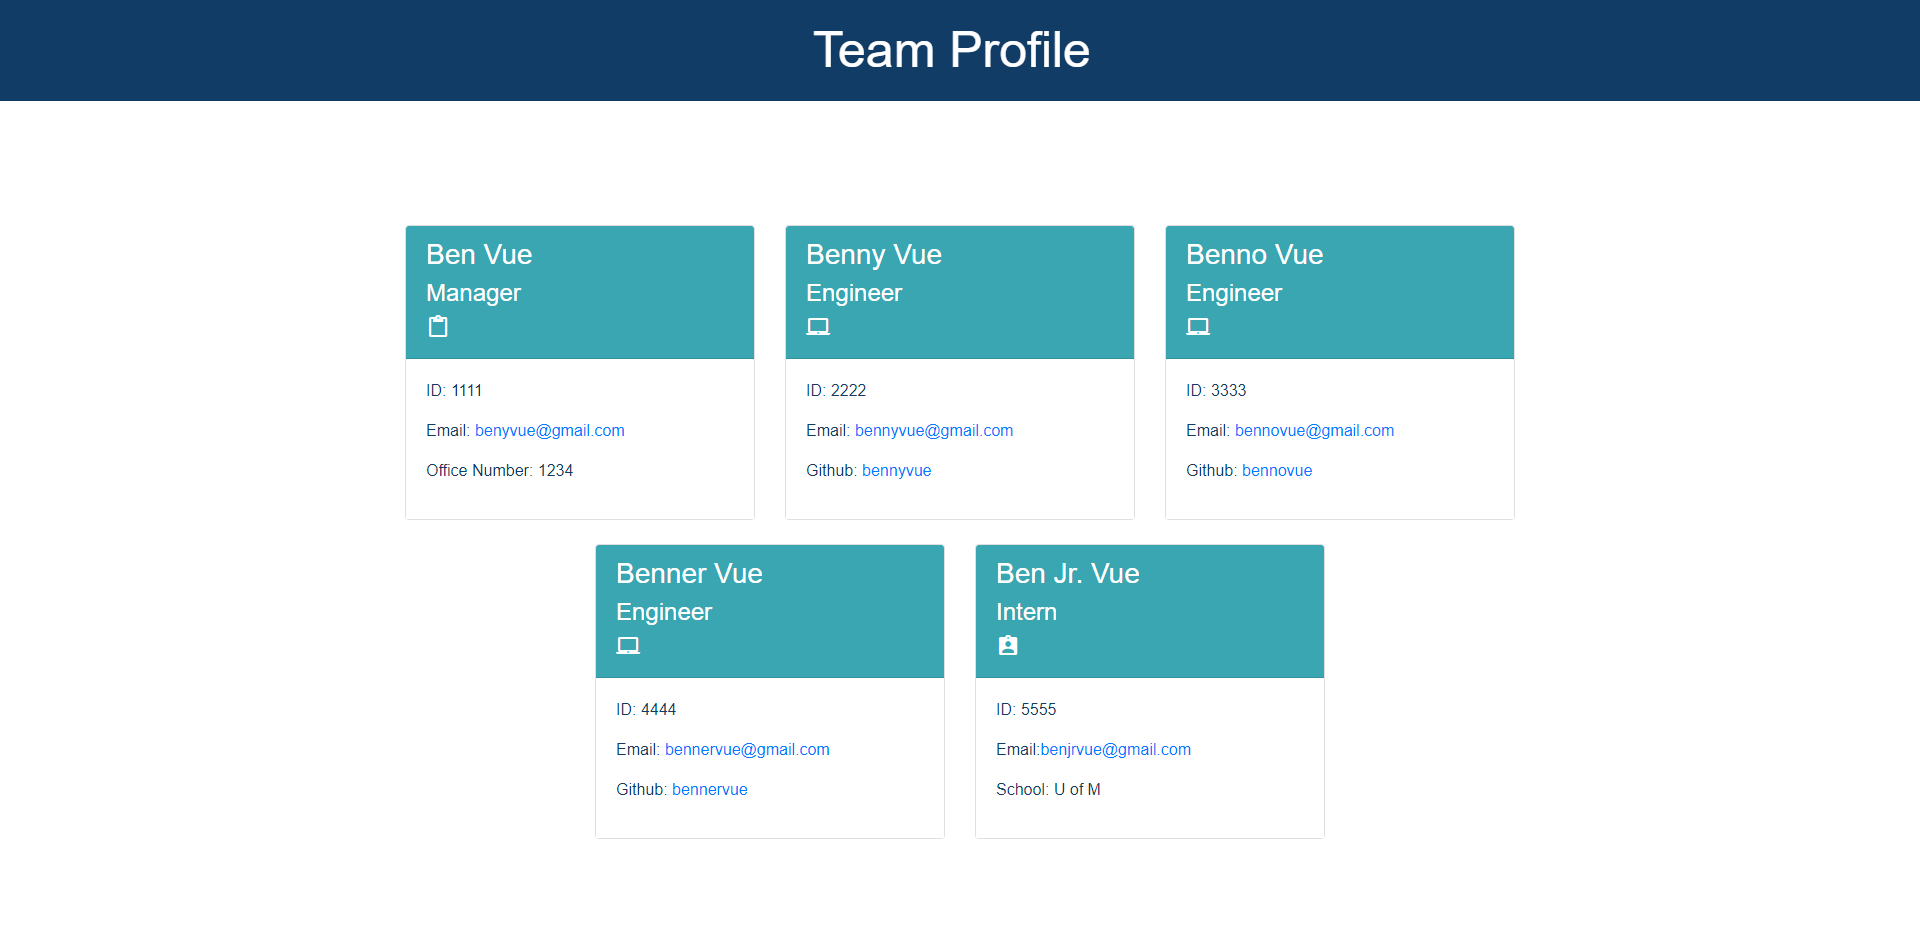 Team Profile
Ben Vue
Manager
ID: 1111
Email: benyvue@gmail.com
Office Number: 1234
Benny Vue
Engineer
ID: 2222
Email: bennyvue@gmail.com
Github: bennyvue
Benno Vue
Engineer
ID: 3333
Email: bennovue@gmail.com
Github: bennovue
Benner Vue
Engineer
ID: 4444
Email: bennervue@gmail.com
Github: bennervue
Ben Jr. Vue
Intern
ID: 5555
Email:benjrvue@gmail.com
School: U of M